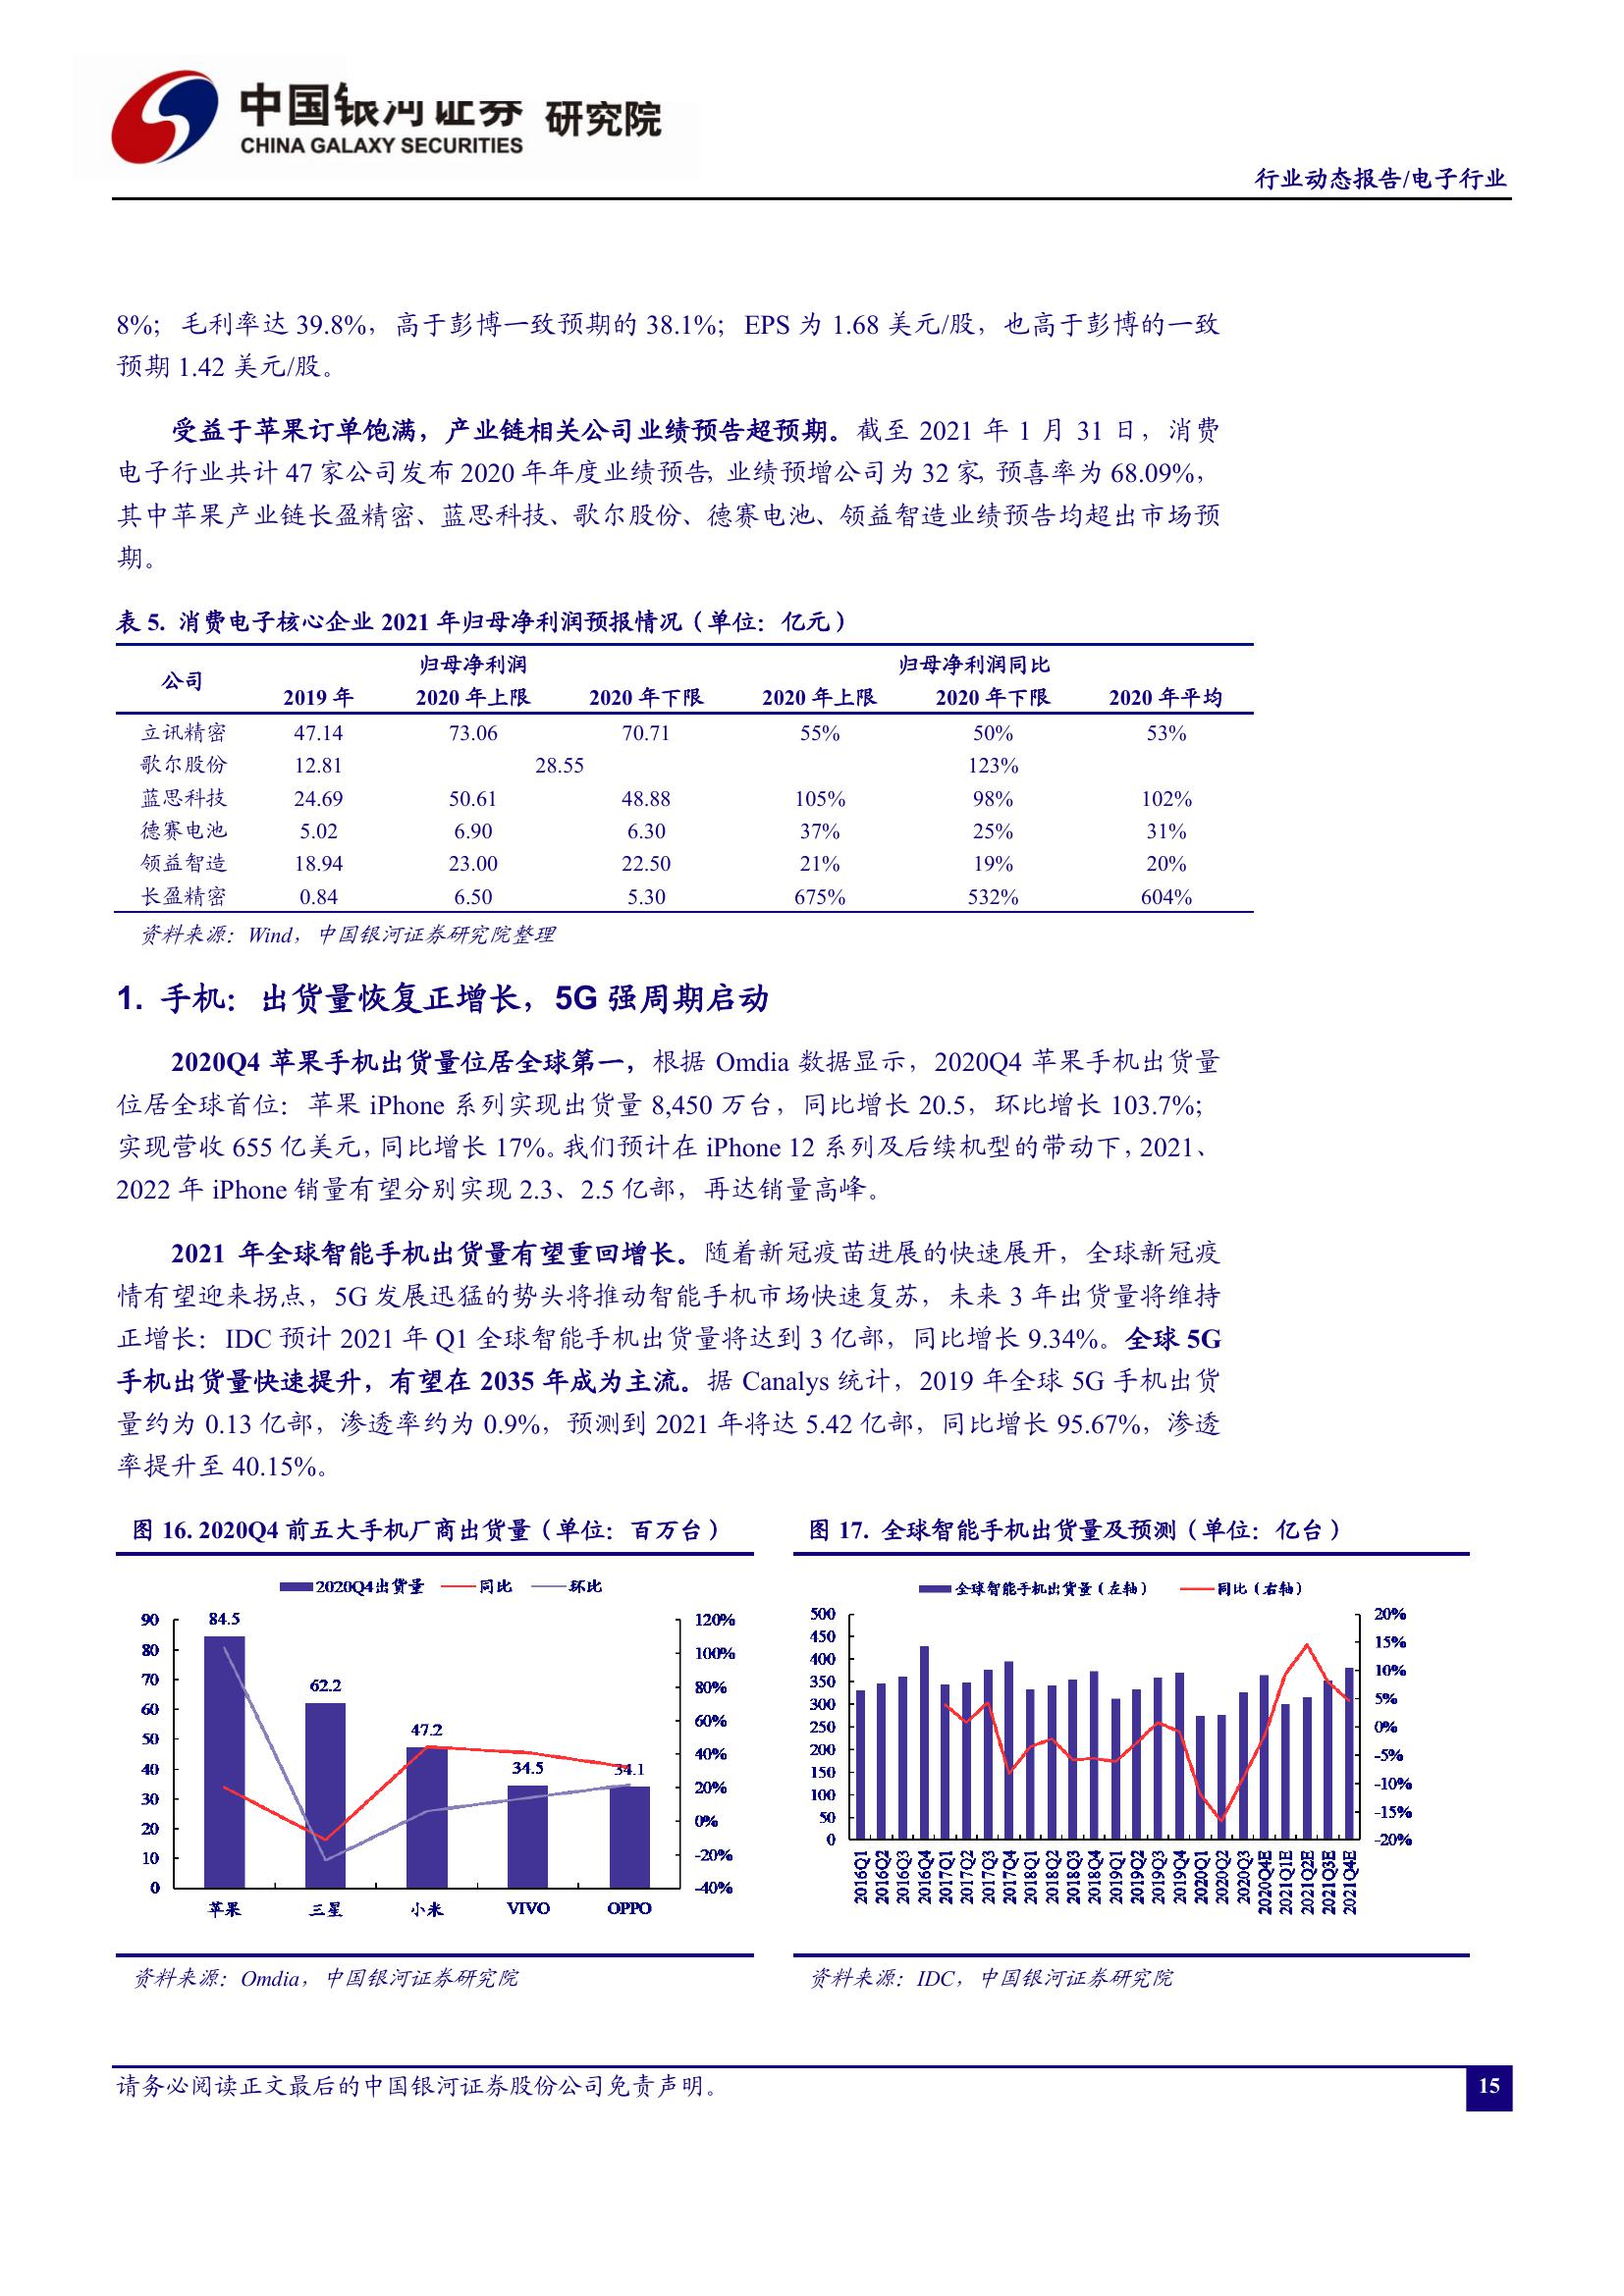 中国银河证券 研究院
CHINA GALAXY SECURITIES
行业动态报告/电子行业
8%；毛利率达 39.8%，高于彭博一致预期的 38.1%；EPS 为 1.68 美元/股，也高于彭博的一致
预期 1.42 美元/股。
受益于苹果订单饱满，产业链相关公司业绩预告超预期。截至 2021 年 1 月 31 日，消费
电子行业共计 47 家公司发布 2020 年年度业绩预告，业绩预增公司为 32 家，预喜率为 68.09%，
其中苹果产业链长盈精密、蓝思科技、歌尔股份、德赛电池、领益智造业绩预告均超出市场预
期。
表 5. 消费电子核心企业 2021 年归母净利润预报情况（单位：亿元）
公司 归母净利润 归母净利润同比
2019 年 2020 年上限 2020 年下限 2020 年上限 2020 年下限 2020 年平均
立讯精密 47.14 73.06 70.71 55% 50% 53%
歌尔股份 12.81 28.55 123%
蓝思科技 24.69 50.61 48.88 105% 98% 102%
德赛电池 5.02 6.90 6.30 37% 25% 31%
领益智造 18.94 23.00 22.50 21% 19% 20%
长盈精密 0.84 6.50 5.30 675% 532% 604%
资料来源：Wind，中国银河证券研究院整理
1. 手机：出货量恢复正增长，5G 强周期启动
2020Q4 苹果手机出货量位居全球第一，根据 Omdia 数据显示，2020Q4 苹果手机出货量
位居全球首位：苹果 iPhone 系列实现出货量 8,450 万台，同比增长 20.5，环比增长 103.7%;
实现营收 655 亿美元，同比增长 17%。我们预计在 iPhone 12 系列及后续机型的带动下，2021、
2022 年 iPhone 销量有望分别实现 2.3、2.5 亿部，再达销量高峰。
2021 年全球智能手机出货量有望重回增长。随着新冠疫苗进展的快速展开，全球新冠疫
情有望迎来拐点，5G 发展迅猛的势头将推动智能手机市场快速复苏，未来 3 年出货量将维持
正增长：IDC 预计 2021 年 Q1 全球智能手机出货量将达到 3 亿部，同比增长 9.34%。全球 5G
手机出货量快速提升，有望在 2035 年成为主流。据 Canalys 统计，2019 年全球 5G 手机出货
量约为 0.13 亿部，渗透率约为 0.9%，预测到 2021 年将达 5.42 亿部，同比增长 95.67%，渗透
率提升至 40.15%。
图 16. 2020Q4 前五大手机厂商出货量（单位：百万台）
2020Q4出货量 同比 环比
90
80
70
60
50
40
30
20
10
0
84.5
62.2
47.2
34.5
34.1
120%
100%
80%
60%
40%
20%
0%
-20%
-40%
苹果 三星 小米 VIVO OPPO
资料来源：Omdia，中国银河证券研究院
图 17. 全球智能手机出货量及预测（单位：亿台）
全球智能手机出货量（左轴） 同比（右轴）
500
450
400
350
300
250
200
150
100
50
0
20%
15%
10%
5%
0%
-5%
-10%
-15%
-20%
2016Q1
2016Q2
2016Q3
2016Q4
2017Q1
2017Q2
2017Q3
2017Q4
2018Q1
2018Q2
2018Q3
2018Q4
2019Q1
2019Q2
2019Q3
2019Q4
2020Q1
2020Q2
2020Q3
2020Q4E
2021Q1E
2021Q2E
2021Q3E
2021Q4E
资料来源：IDC，中国银河证券研究院
请务必阅读正文最后的中国银河证券股份公司免责声明。
15